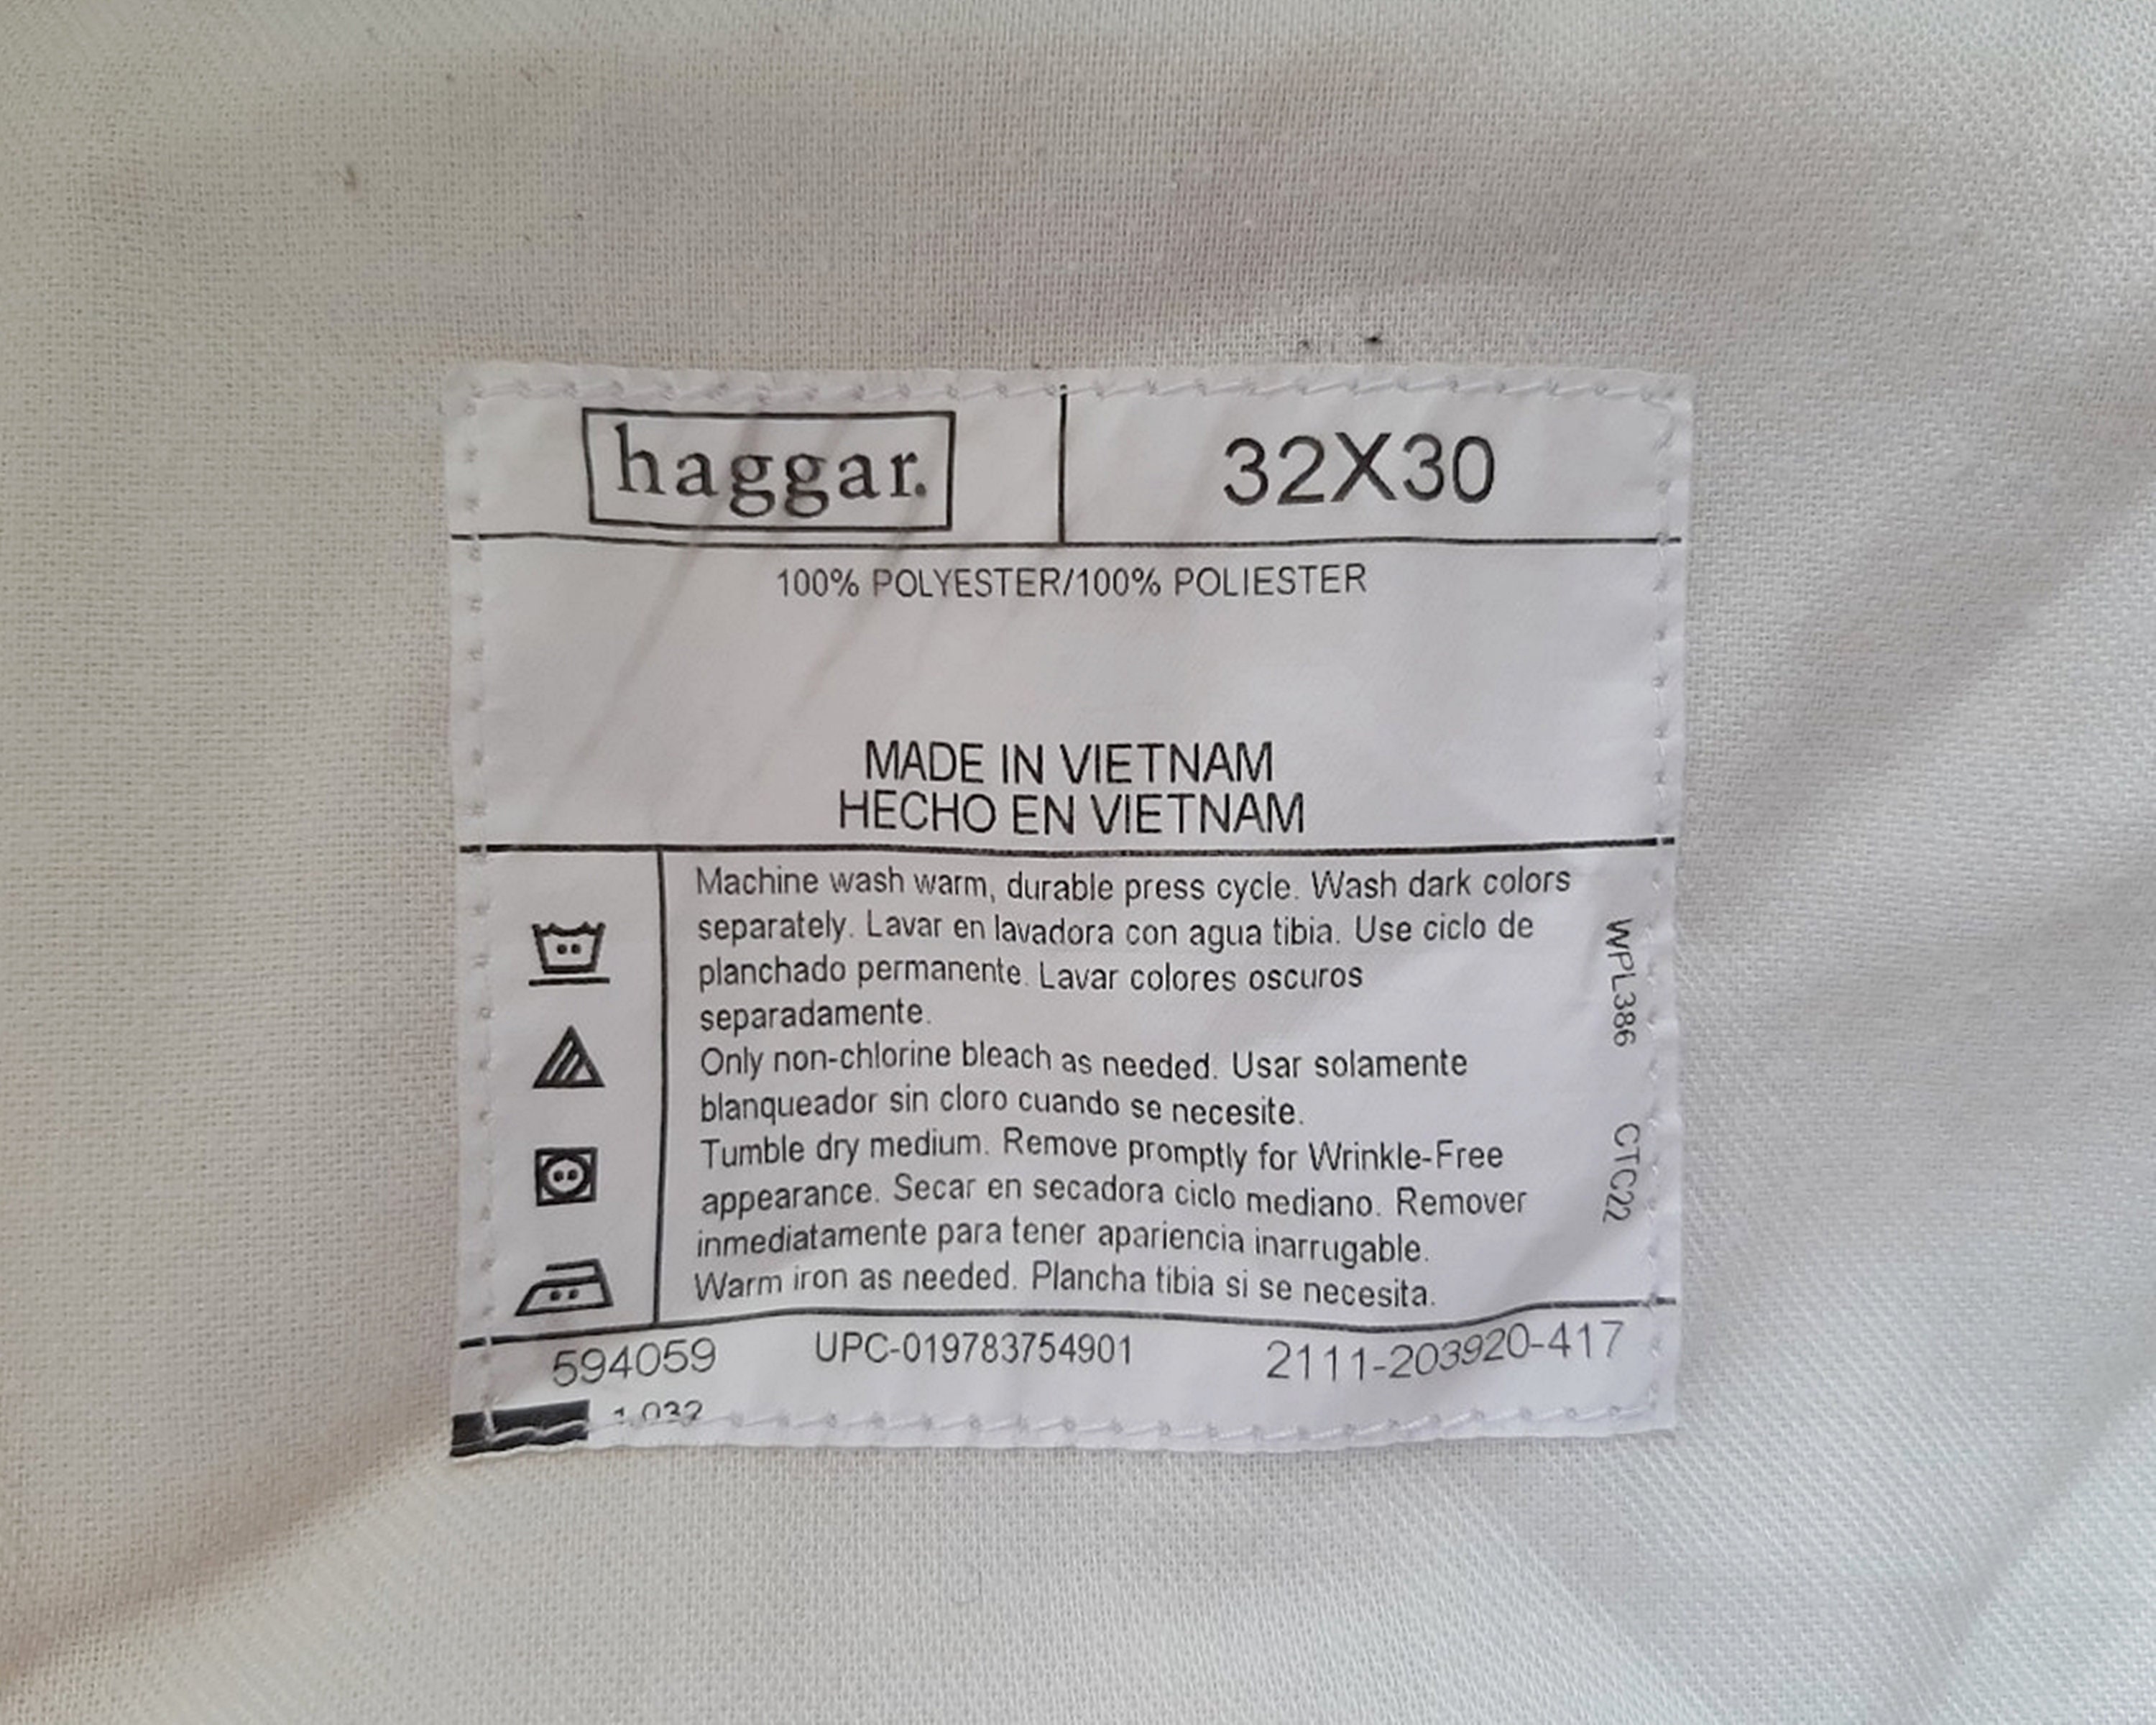 haggar.
32X30
100% POLYESTER/100% POLIESTER
MADE IN VIETNAM
HECHO EN VIETNAM
Machine wash warm, durable press cycle. Wash dark colors
separately. Lavar en lavadora con agua tibia. Use ciclo de
planchado permanente. Lavar colores oscuros
separadamente.
Only non-chlorine bleach as needed. Usar solamente
blanqueador sin cloro cuando se necesite.
Tumble dry medium. Remove promptly for Wrinkle-Free
appearance. Secar en secadora ciclo mediano. Remover
inmediatamente para tener apariencia inarrugable.
Warm iron as needed. Plancha tibia si se necesita.
WPL386 CTC22
594059 UPC-019783754901 2111-203920-417